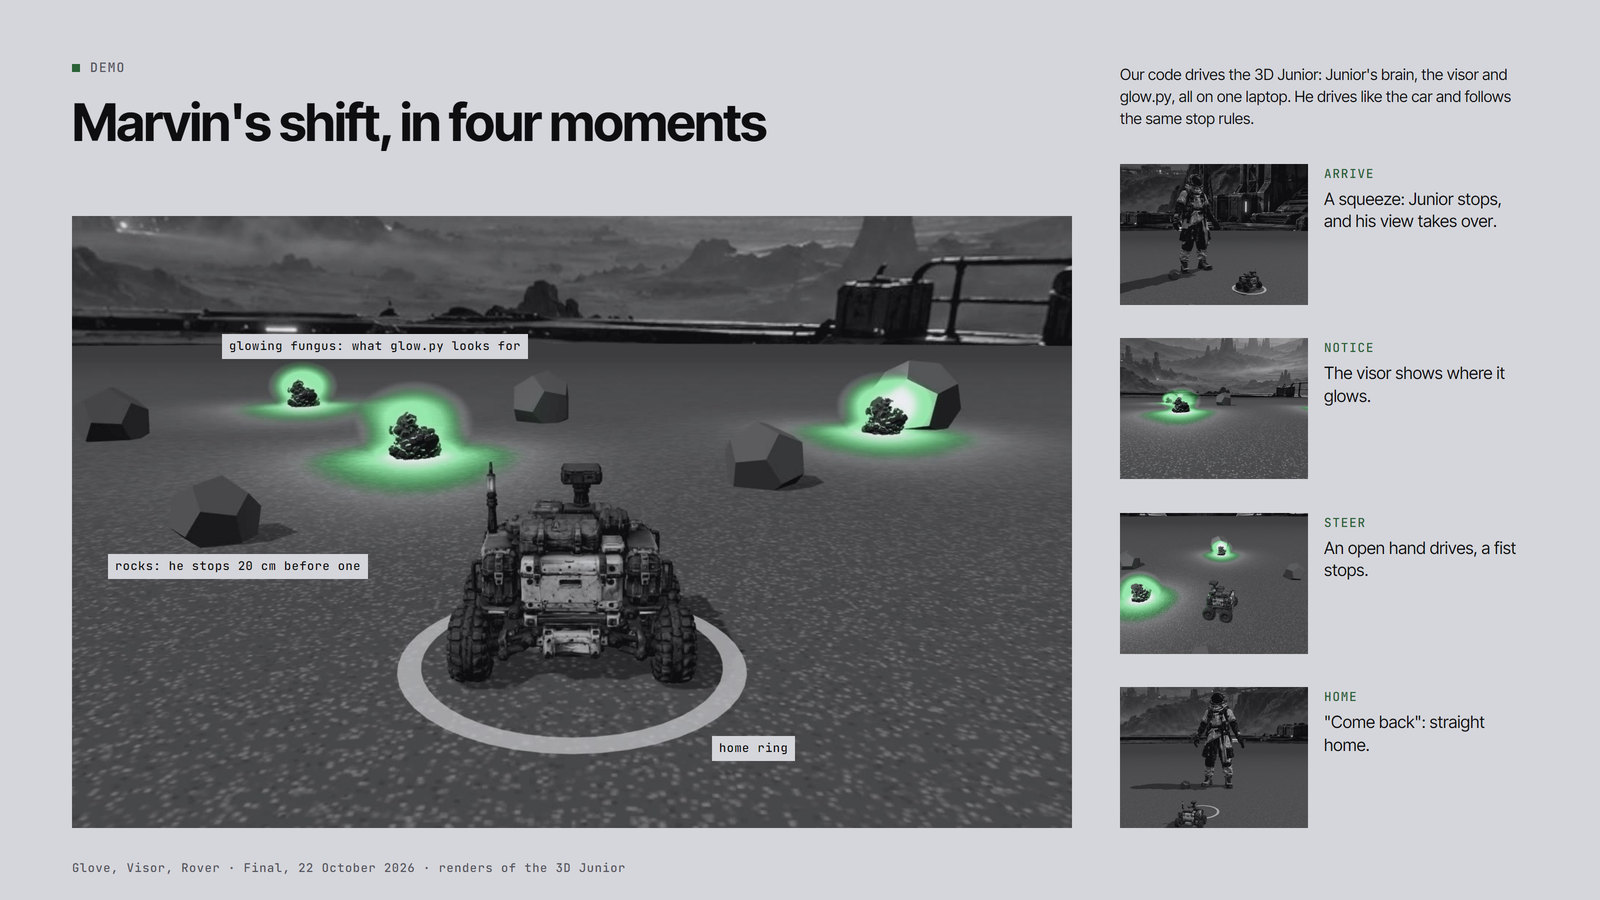 DEMO
Marvin's shift, in four moments
glowing fungus: what glow.py looks for
rocks: he stops 20 cm before one
home ring
Our code drives the 3D Junior: Junior's brain, the visor and
glow.py, all on one laptop. He drives like the car and follows
the same stop rules.
ARRIVE
A squeeze: Junior stops,
and his view takes over.
NOTICE
The visor shows where it
glows.
STEER
An open hand drives, a fist
stops.
HOME
"Come back": straight
home.
Glove, Visor, Rover · Final, 22 October 2026 · renders of the 3D Junior